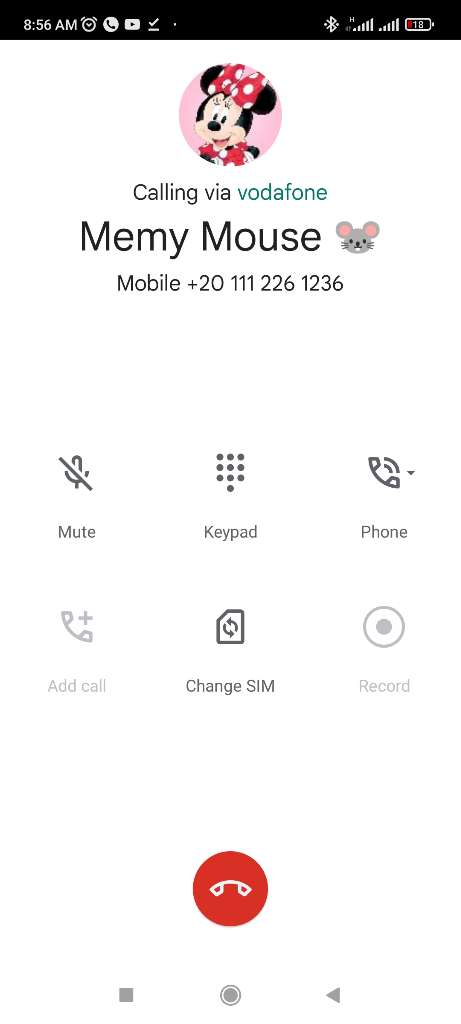 8:56 AM
H
18
Calling via vodafone
Memy Mouse 🐭
Mobile +20 111 226 1236
Mute
Keypad
Phone
Add call
Change SIM
Record